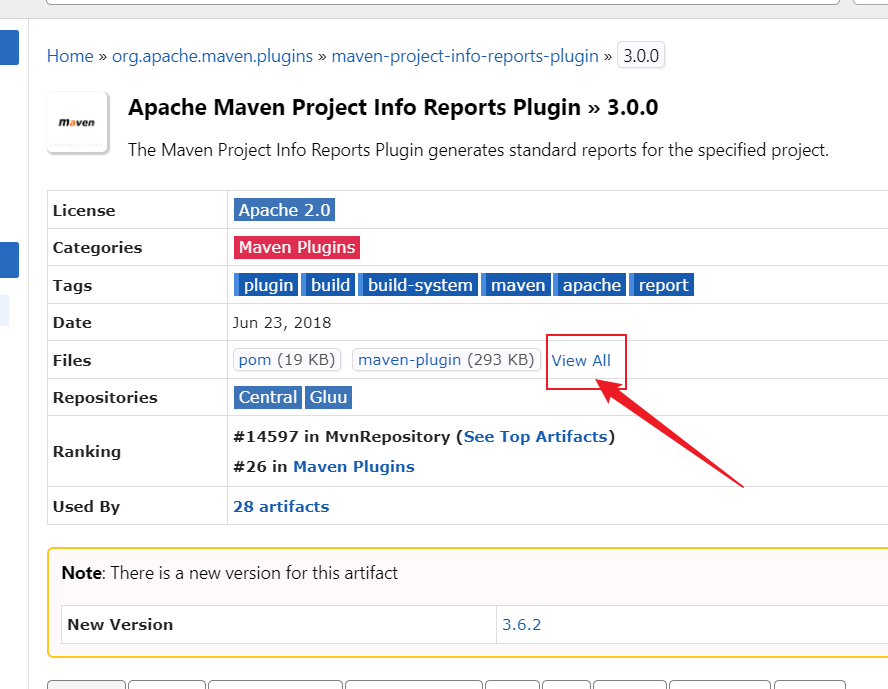 Home » org.apache.maven.plugins » maven-project-info-reports-plugin » 3.0.0
maven
Apache Maven Project Info Reports Plugin » 3.0.0
The Maven Project Info Reports Plugin generates standard reports for the specified project.
License Apache 2.0
Categories Maven Plugins
Tags plugin build build-system maven apache report
Date Jun 23, 2018
Files pom (19 KB) maven-plugin (293 KB) View All
Repositories Central Gluu
Ranking #14597 in MvnRepository (See Top Artifacts)
#26 in Maven Plugins
Used By 28 artifacts
Note: There is a new version for this artifact
New Version 3.6.2